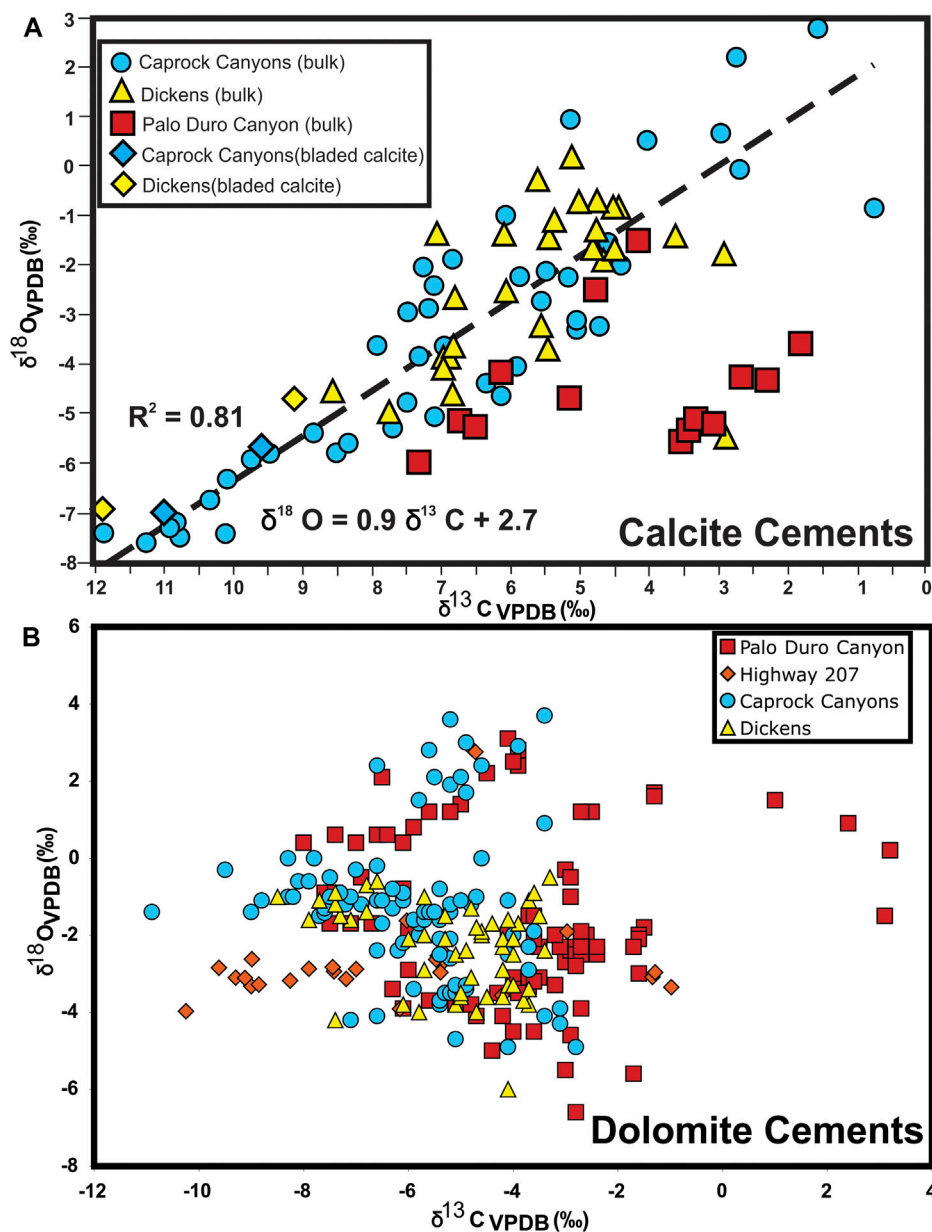 A
3
2
1
0
-1
-2
-3
-4
-5
-6
-7
-8
δ18OVPDB(‰)
Caprock Canyons (bulk)
Dickens (bulk)
Palo Duro Canyon (bulk)
Caprock Canyons(bladed calcite)
Dickens(bladed calcite)
R² = 0.81
δ¹⁸ O = 0.9 δ¹³ C + 2.7
Calcite Cements
12 11 10 9 8 7 6 5 4 3 2 1 0
δ13 C VPDB(‰)
B
6
4
2
0
-2
-4
-6
-8
δ18OVPDB(‰)
Palo Duro Canyon
Highway 207
Caprock Canyons
Dickens
Dolomite Cements
-12 -10 -8 -6 -4 -2 0 2 4
δ13 C VPDB(‰)